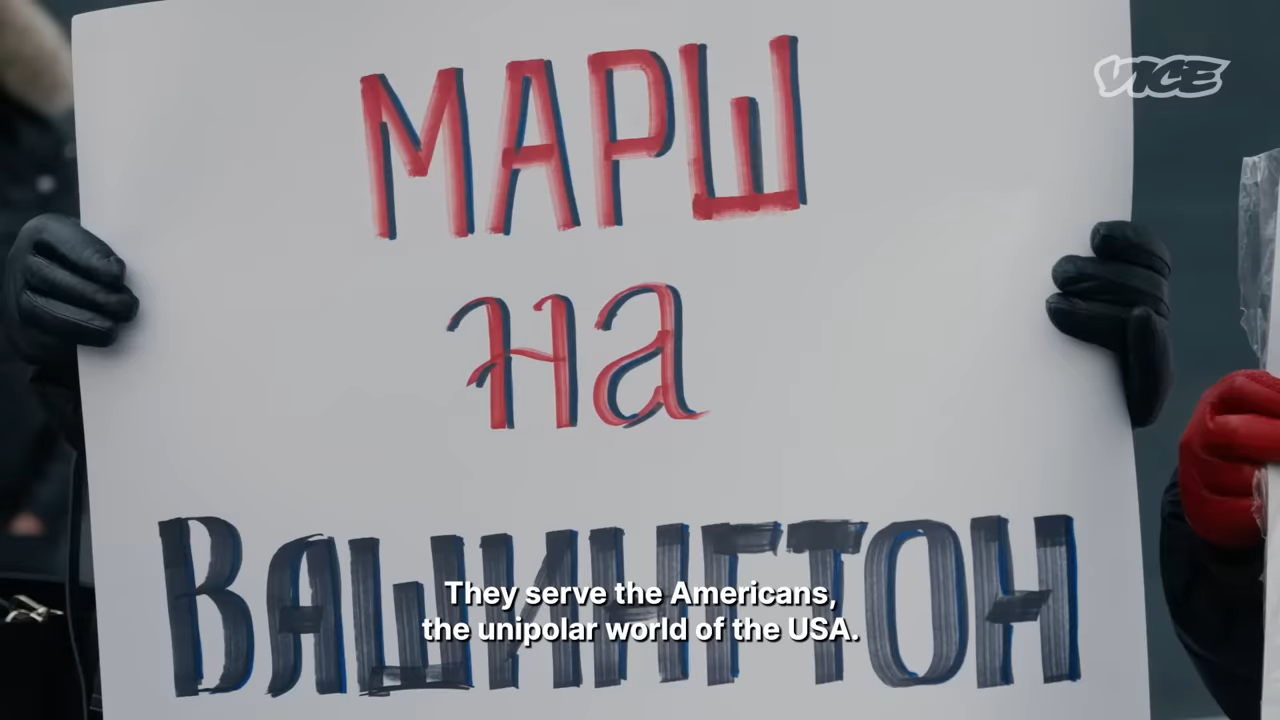 VICE
МАРШ
на
ВАШИНГТОН
They serve the Americans,
the unipolar world of the USA.